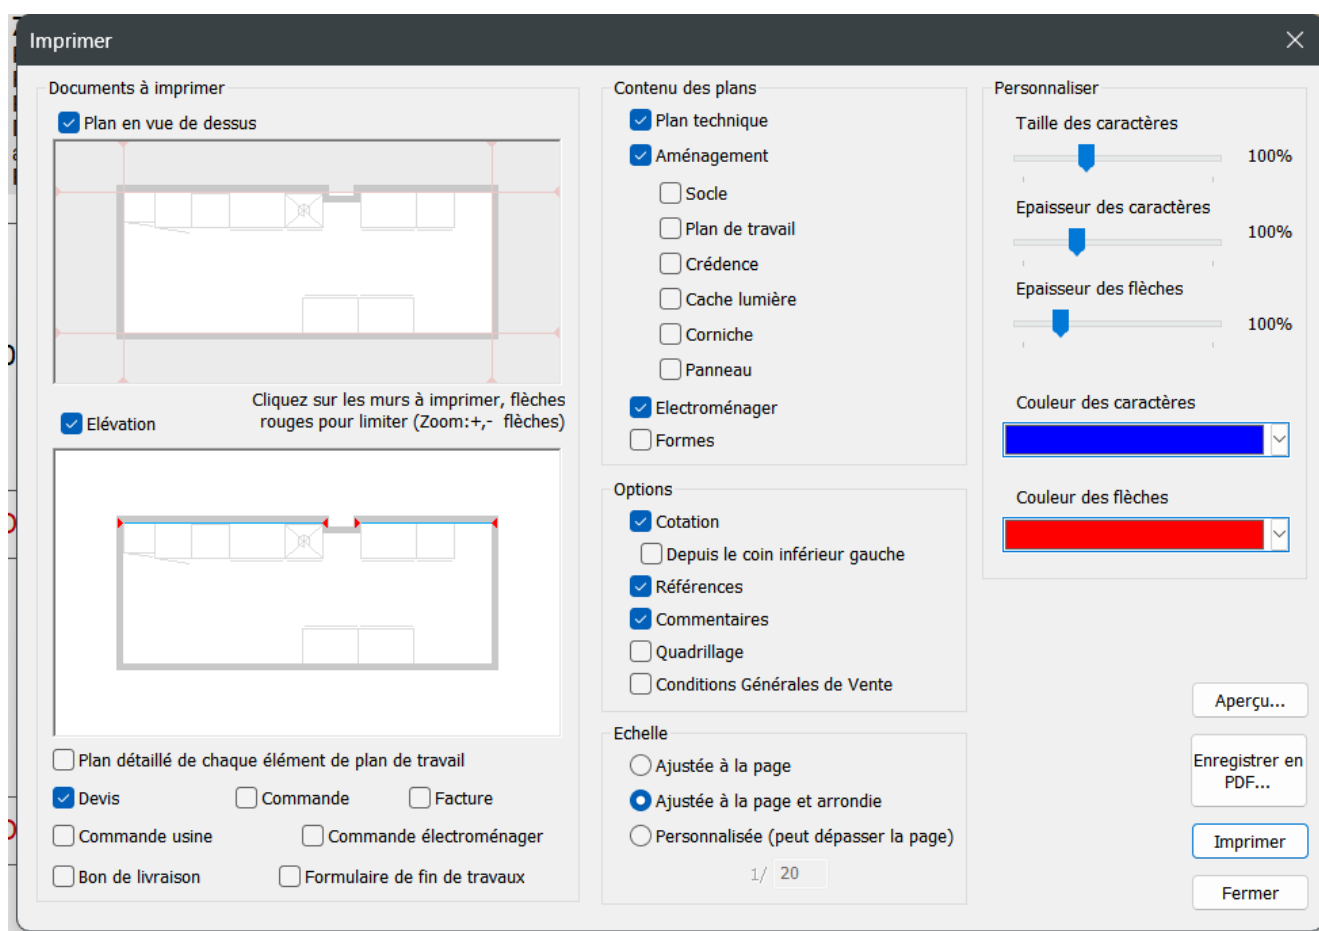 Imprimer
Documents à imprimer
Plan en vue de dessus
Cliquez sur les murs à imprimer, flèches
rouges pour limiter (Zoom:+,- flèches)
Elévation
Plan détaillé de chaque élément de plan de travail
Devis
Commande
Facture
Commande usine
Commande électroménager
Bon de livraison
Formulaire de fin de travaux
Contenu des plans
Plan technique
Aménagement
Socle
Plan de travail
Crédence
Cache lumière
Corniche
Panneau
Electroménager
Formes
Options
Cotation
Depuis le coin inférieur gauche
Références
Commentaires
Quadrillage
Conditions Générales de Vente
Echelle
Ajustée à la page
Ajustée à la page et arrondie
Personnalisée (peut dépasser la page)
1/ 20
Personnaliser
Taille des caractères
100%
Epaisseur des caractères
100%
Epaisseur des flèches
100%
Couleur des caractères
Couleur des flèches
Aperçu...
Enregistrer en
PDF...
Imprimer
Fermer